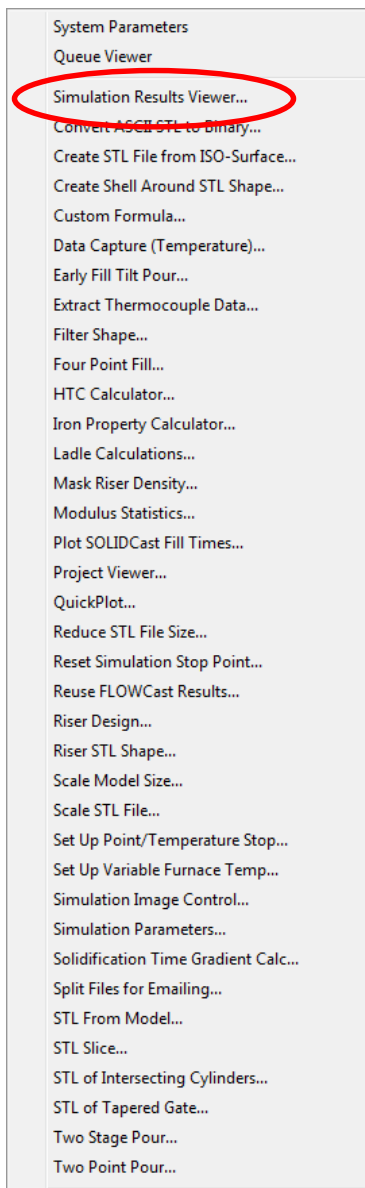 System Parameters
Queue Viewer
Simulation Results Viewer...
Convert ASCII STL to Binary...
Create STL File from ISO-Surface...
Create Shell Around STL Shape...
Custom Formula...
Data Capture (Temperature)...
Early Fill Tilt Pour...
Extract Thermocouple Data...
Filter Shape...
Four Point Fill...
HTC Calculator...
Iron Property Calculator...
Ladle Calculations...
Mask Riser Density...
Modulus Statistics...
Plot SOLIDCast Fill Times...
Project Viewer...
QuickPlot...
Reduce STL File Size...
Reset Simulation Stop Point...
Reuse FLOWCast Results...
Riser Design...
Riser STL Shape...
Scale Model Size...
Scale STL File...
Set Up Point/Temperature Stop...
Set Up Variable Furnace Temp...
Simulation Image Control...
Simulation Parameters...
Solidification Time Gradient Calc...
Split Files for Emailing...
STL From Model...
STL Slice...
STL of Intersecting Cylinders...
STL of Tapered Gate...
Two Stage Pour...
Two Point Pour...